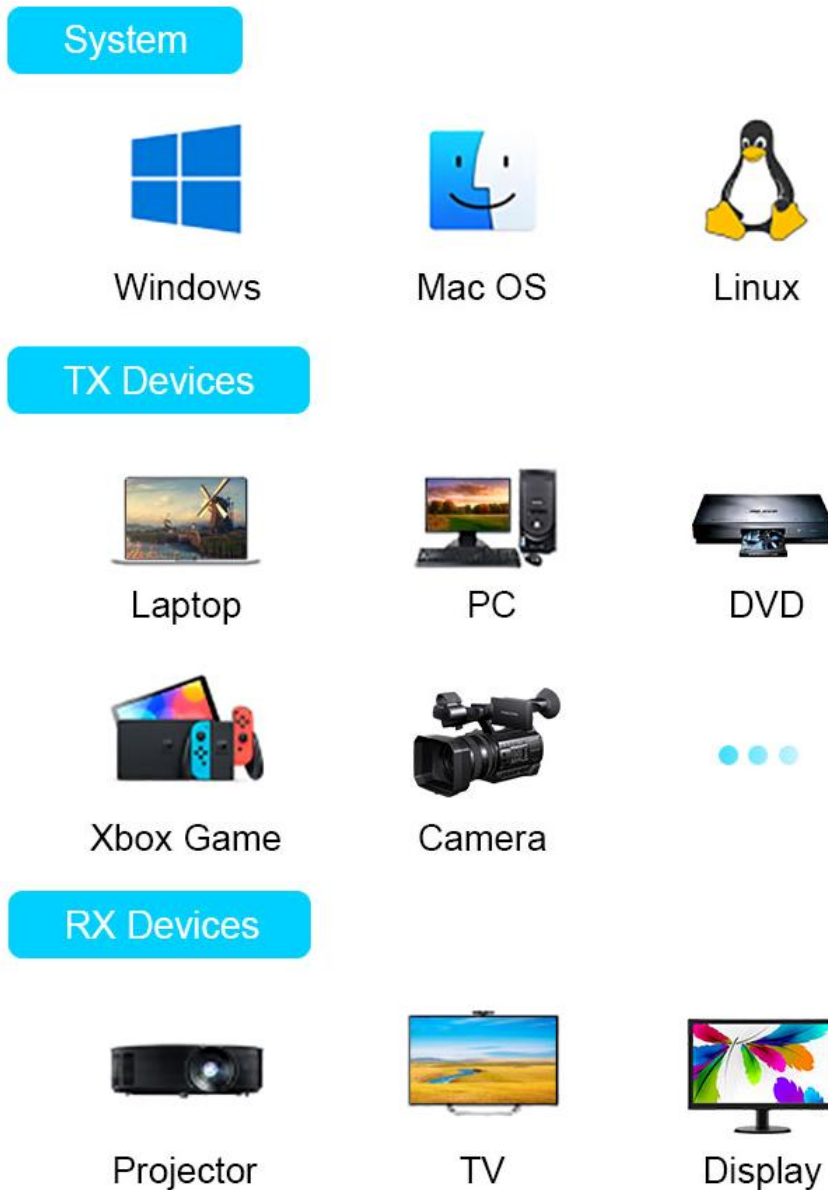 System
Windows Mac OS Linux
TX Devices
Laptop PC DVD
Xbox Game Camera
RX Devices
Projector TV Display